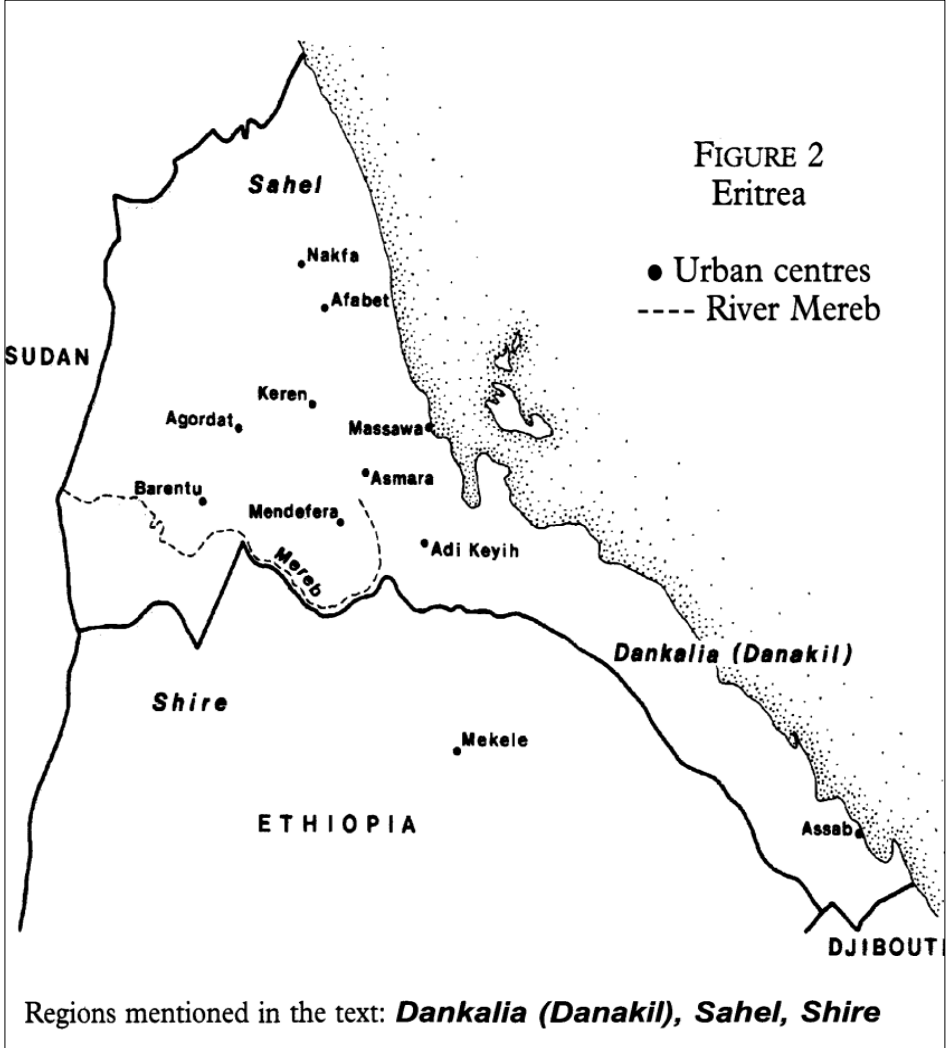 FIGURE 2
Eritrea
Sahel
● Urban centres
Nakfa
---- River Mereb
Afabet
SUDAN
Keren
Agordat
Massawa
Asmara
Barentu
Mendefera
Adi Keyih
Mereb
Dankalia (Danakil)
Shire
Mekele
ETHIOPIA
Assab
DJIBOUTI
Regions mentioned in the text: Dankalia (Danakil), Sahel, Shire